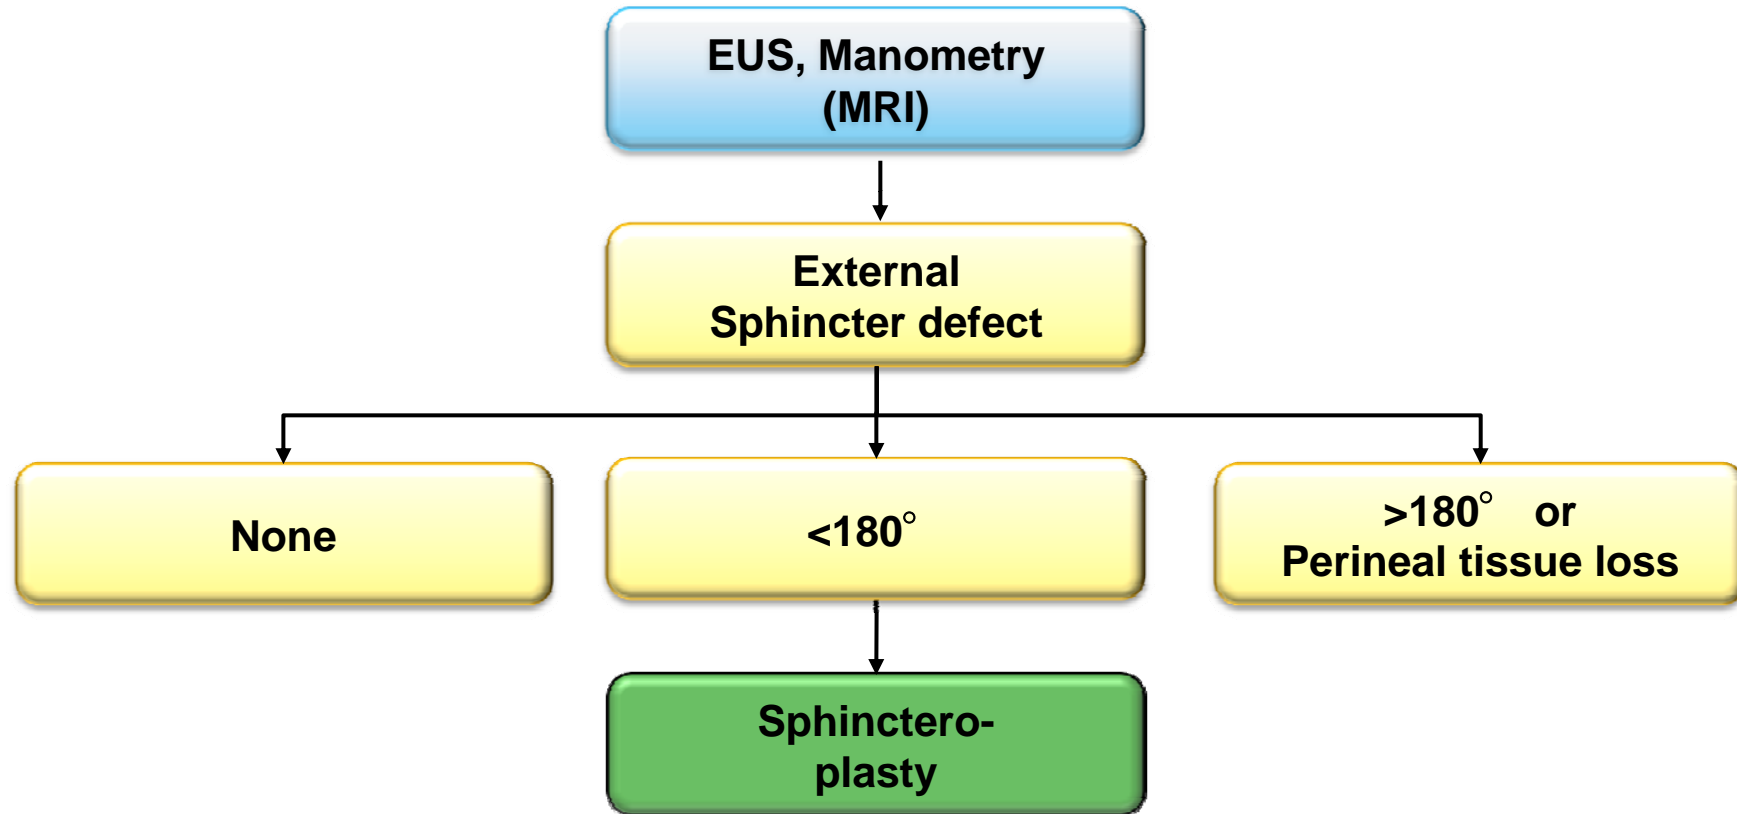 EUS, Manometry
(MRI)
External
Sphincter defect
None
<180°
>180° or
Perineal tissue loss
Sphinctero-
plasty